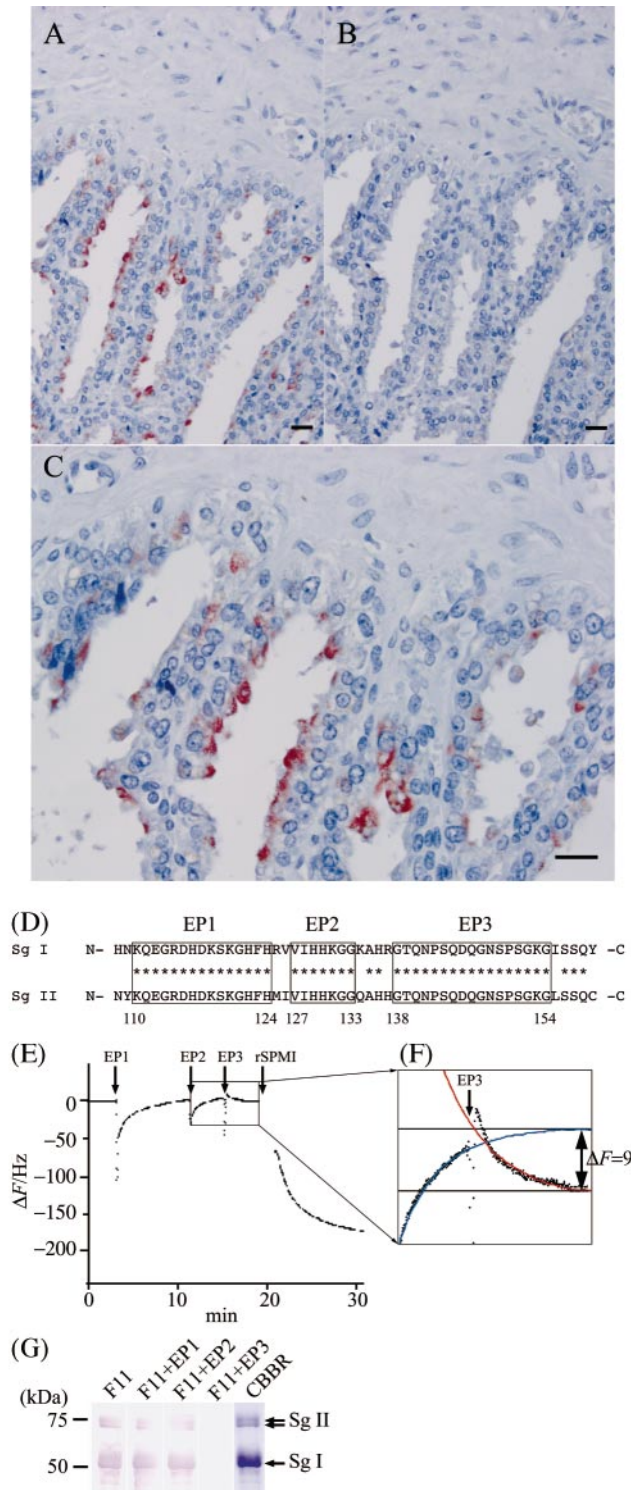 A
B
C
(D)
EP1 EP2 EP3
Sg I N- HNKQEGRDHDKSKGHFHRVVIHHKGGKAHRGTQNPSQDQGNSPSGKGISSQY -C
*************** ******* ** ***************** ***
Sg II N- NYKQEGRDHDKSKGHFHMIVIHHKGGQAHHGTQNPSQDQGNSPSGKGLSSQC -C
110 124 127 133 138 154
(E)
EP1 EP2 EP3 rSPMI
0
−50
−100
−150
−200
ΔF/Hz
0 10 20 30
min
(F)
EP3
ΔF=9
(G)
F11 F11+EP1 F11+EP2 F11+EP3 CBBR
(kDa)
75
Sg II
50
Sg I